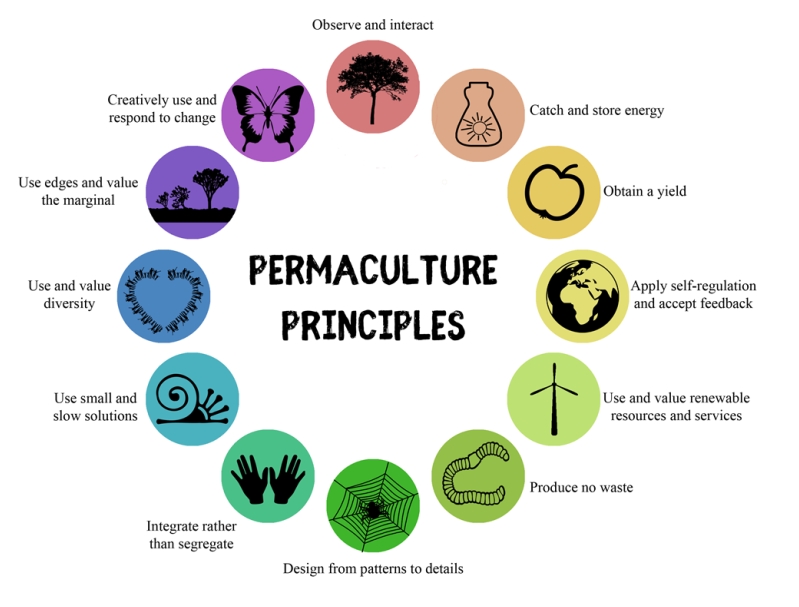 Observe and interact
Catch and store energy
Obtain a yield
Apply self-regulation
and accept feedback
Use and value renewable
resources and services
Produce no waste
Design from patterns to details
Integrate rather
than segregate
Use small and
slow solutions
Use and value
diversity
Use edges and value
the marginal
Creatively use and
respond to change
PERMACULTURE
PRINCIPLES